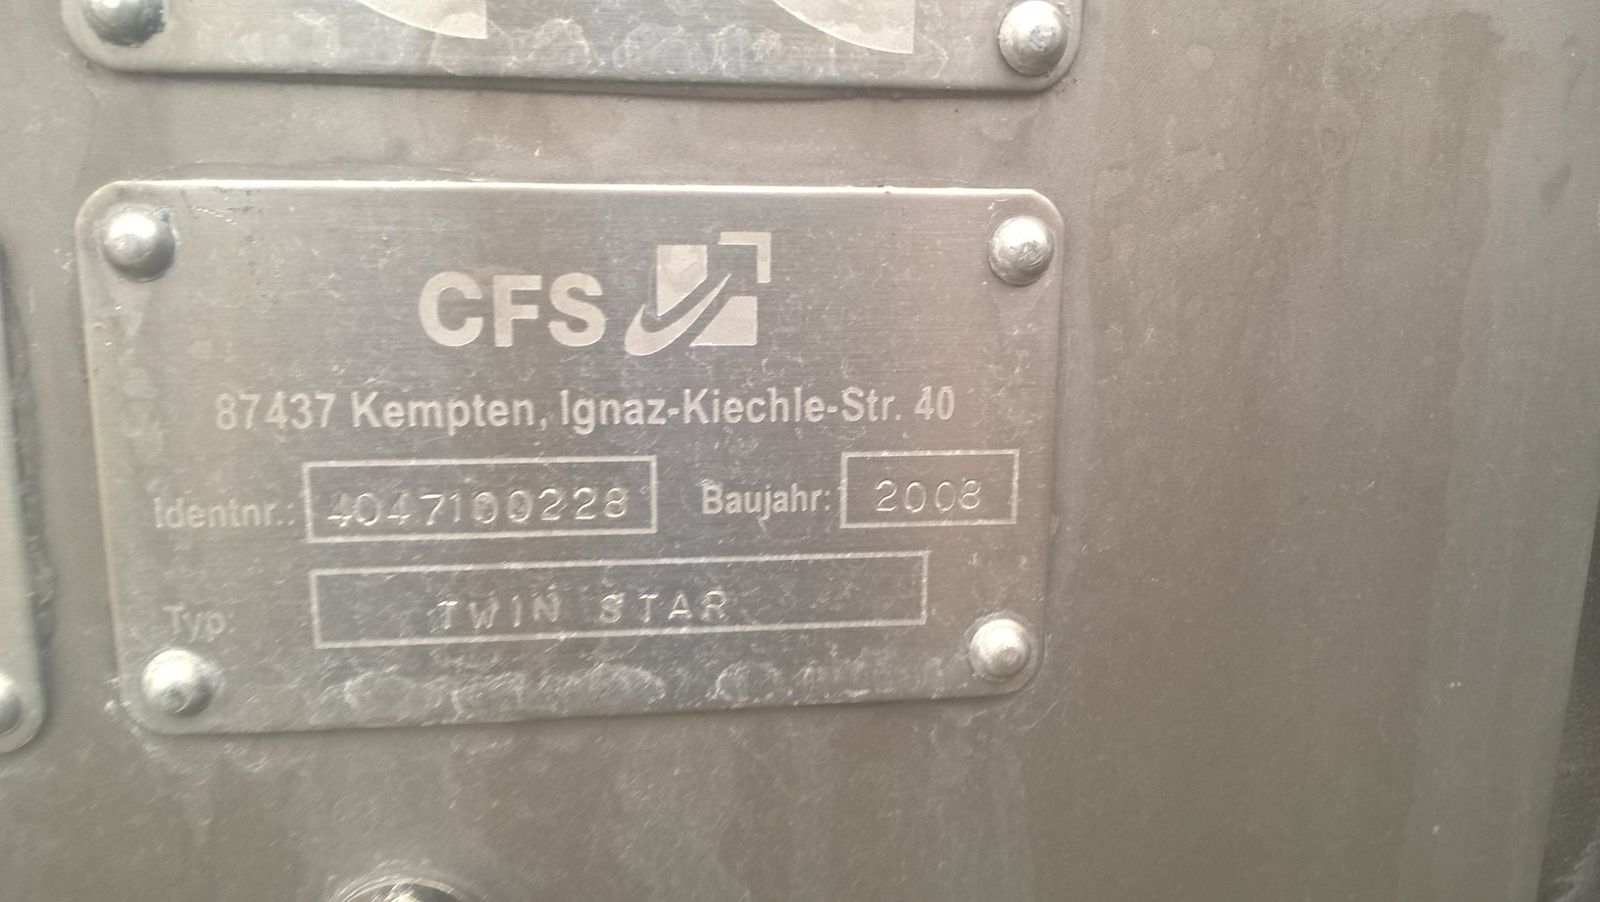 CFS
87437 Kempten, Ignaz-Kiechle-Str. 40
Identnr.: 4047100228 Baujahr: 2008
Typ TWIN STAR